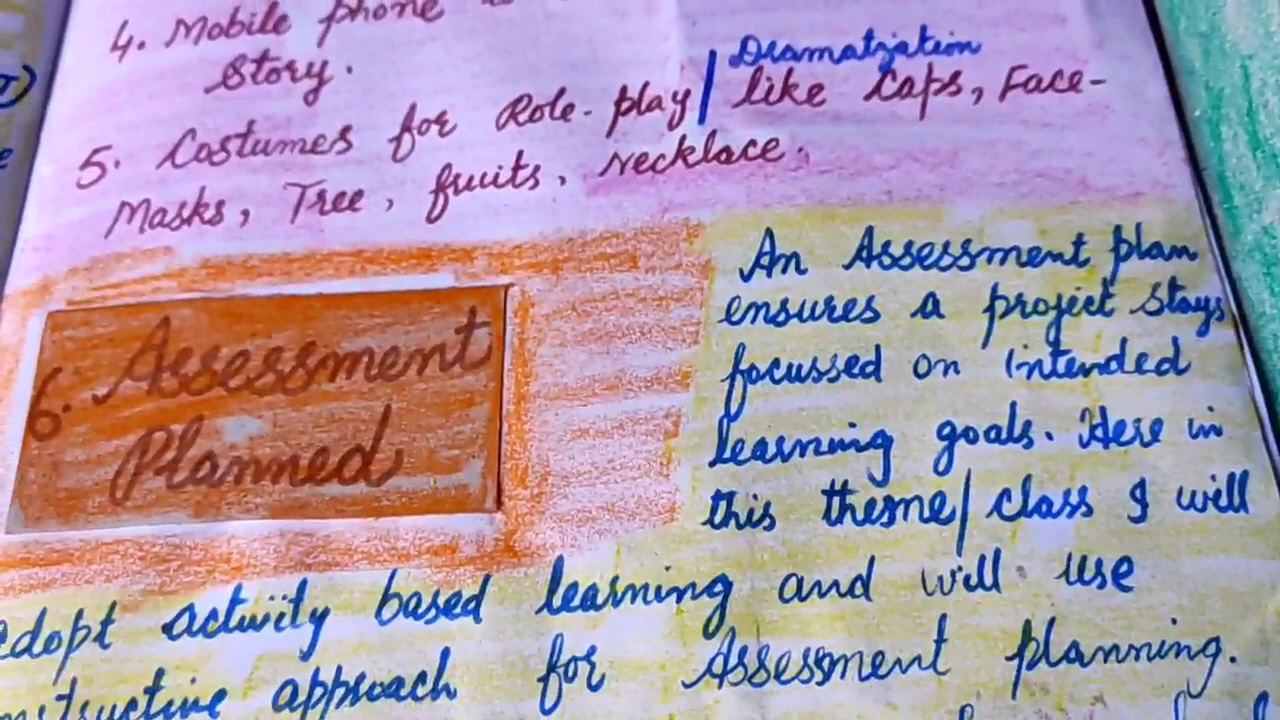 4. Mobile phone
Story.
Dramatization
5. Costumes for Role-play/ like Caps, Face-
Masks, Tree, fruits, Necklace.
6. Assessment
Planned
An Assessment plan
ensures a project stays
focussed on intended
learning goals. Here in
this theme/class I will
adopt activity based learning and will use
approach for Assessment planning.